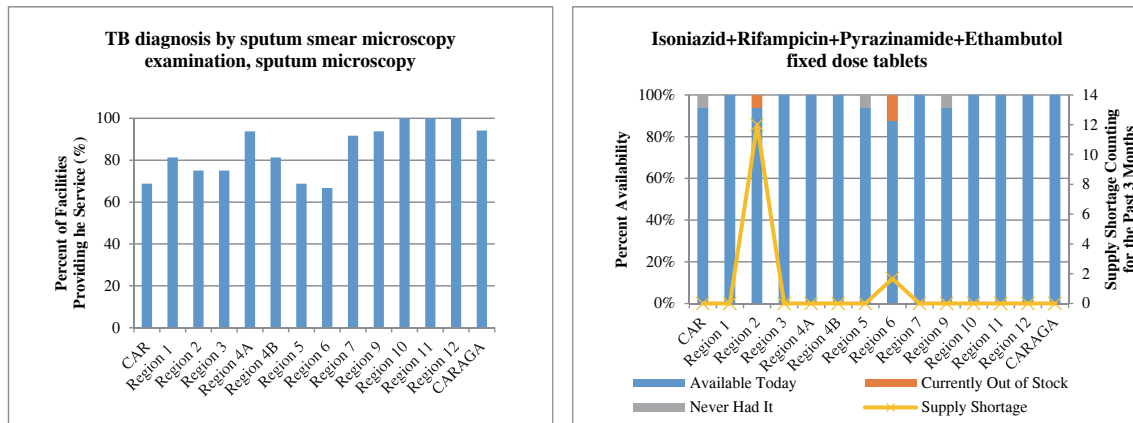 TB diagnosis by sputum smear microscopy
examination, sputum microscopy
Percent of Facilities
Providing he Service (%)
120
100
80
60
40
20
0
CAR
Region 1
Region 2
Region 3
Region 4A
Region 4B
Region 5
Region 6
Region 7
Region 9
Region 10
Region 11
Region 12
CARAGA
Isoniazid+Rifampicin+Pyrazinamide+Ethambutol
fixed dose tablets
Percent Availability
100%
80%
60%
40%
20%
0%
14
12
10
8
6
4
2
0
Supply Shortage Counting
for the Past 3 Months
CAR
Region 1
Region 2
Region 3
Region 4A
Region 4B
Region 5
Region 6
Region 7
Region 9
Region 10
Region 11
Region 12
CARAGA
Available Today
Currently Out of Stock
Never Had It
Supply Shortage